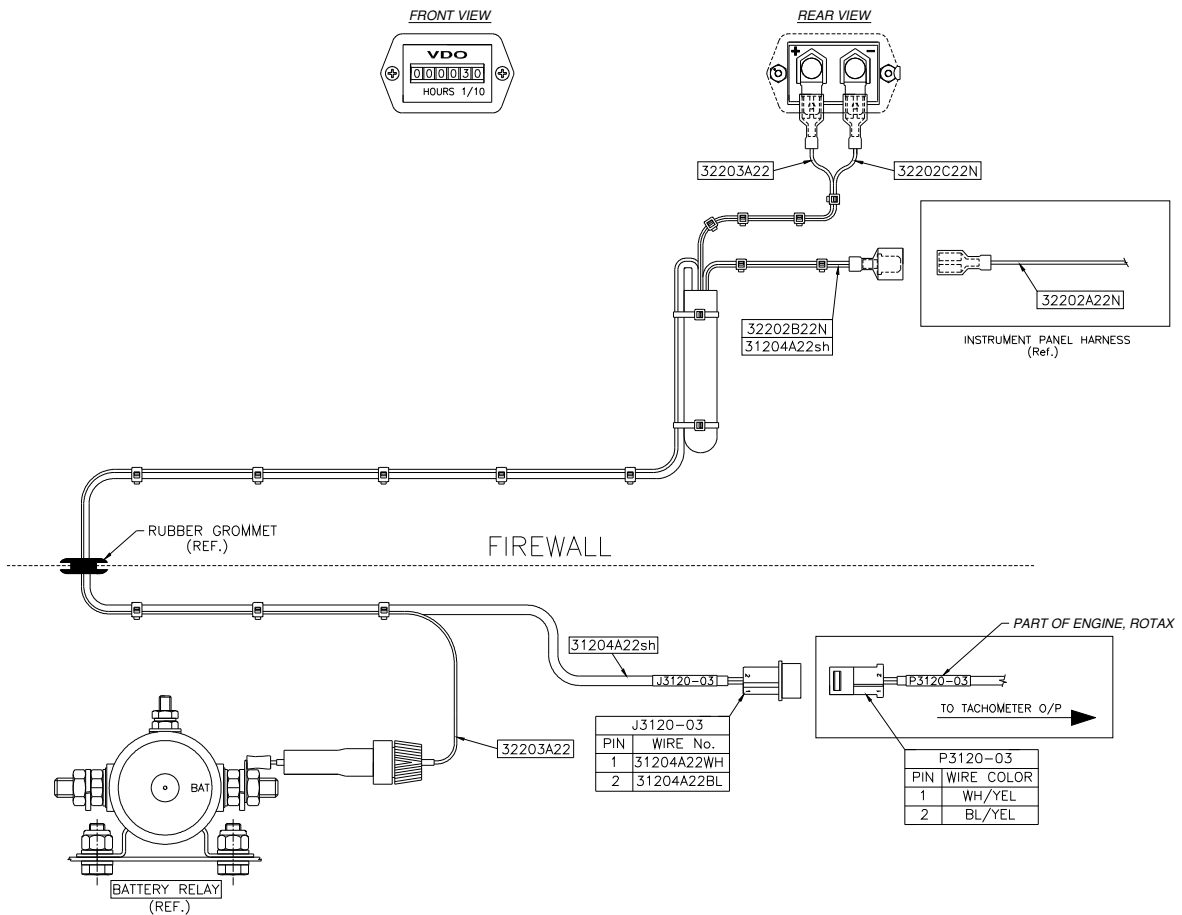 FRONT VIEW
VDO
000030
HOURS 1/10
REAR VIEW
+ -
32203A22
32202C22N
32202A22N
INSTRUMENT PANEL HARNESS
(Ref.)
32202B22N
31204A22sh
RUBBER GROMMET
(REF.)
FIREWALL
31204A22sh
J3120-03
2
1
J3120-03
PIN WIRE No.
1 31204A22WH
2 31204A22BL
PART OF ENGINE, ROTAX
2
1
P3120-03
TO TACHOMETER O/P
P3120-03
PIN WIRE COLOR
1 WH/YEL
2 BL/YEL
32203A22
BAT
BATTERY RELAY
(REF.)